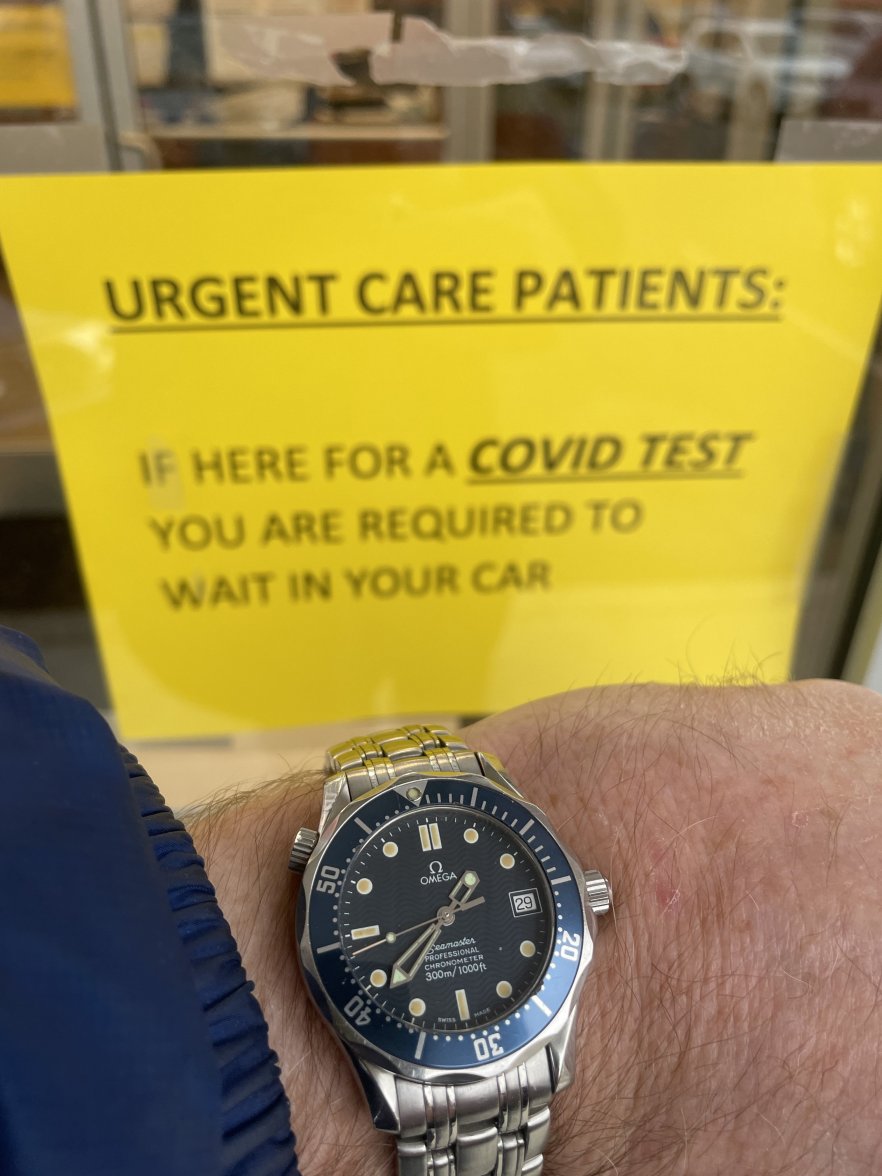 URGENT CARE PATIENTS:
IF HERE FOR A COVID TEST
YOU ARE REQUIRED TO
WAIT IN YOUR CAR
50
Ω
OMEGA
29
Seamaster
PROFESSIONAL
CHRONOMETER
300m/1000ft
20
40
SWISS MADE
30